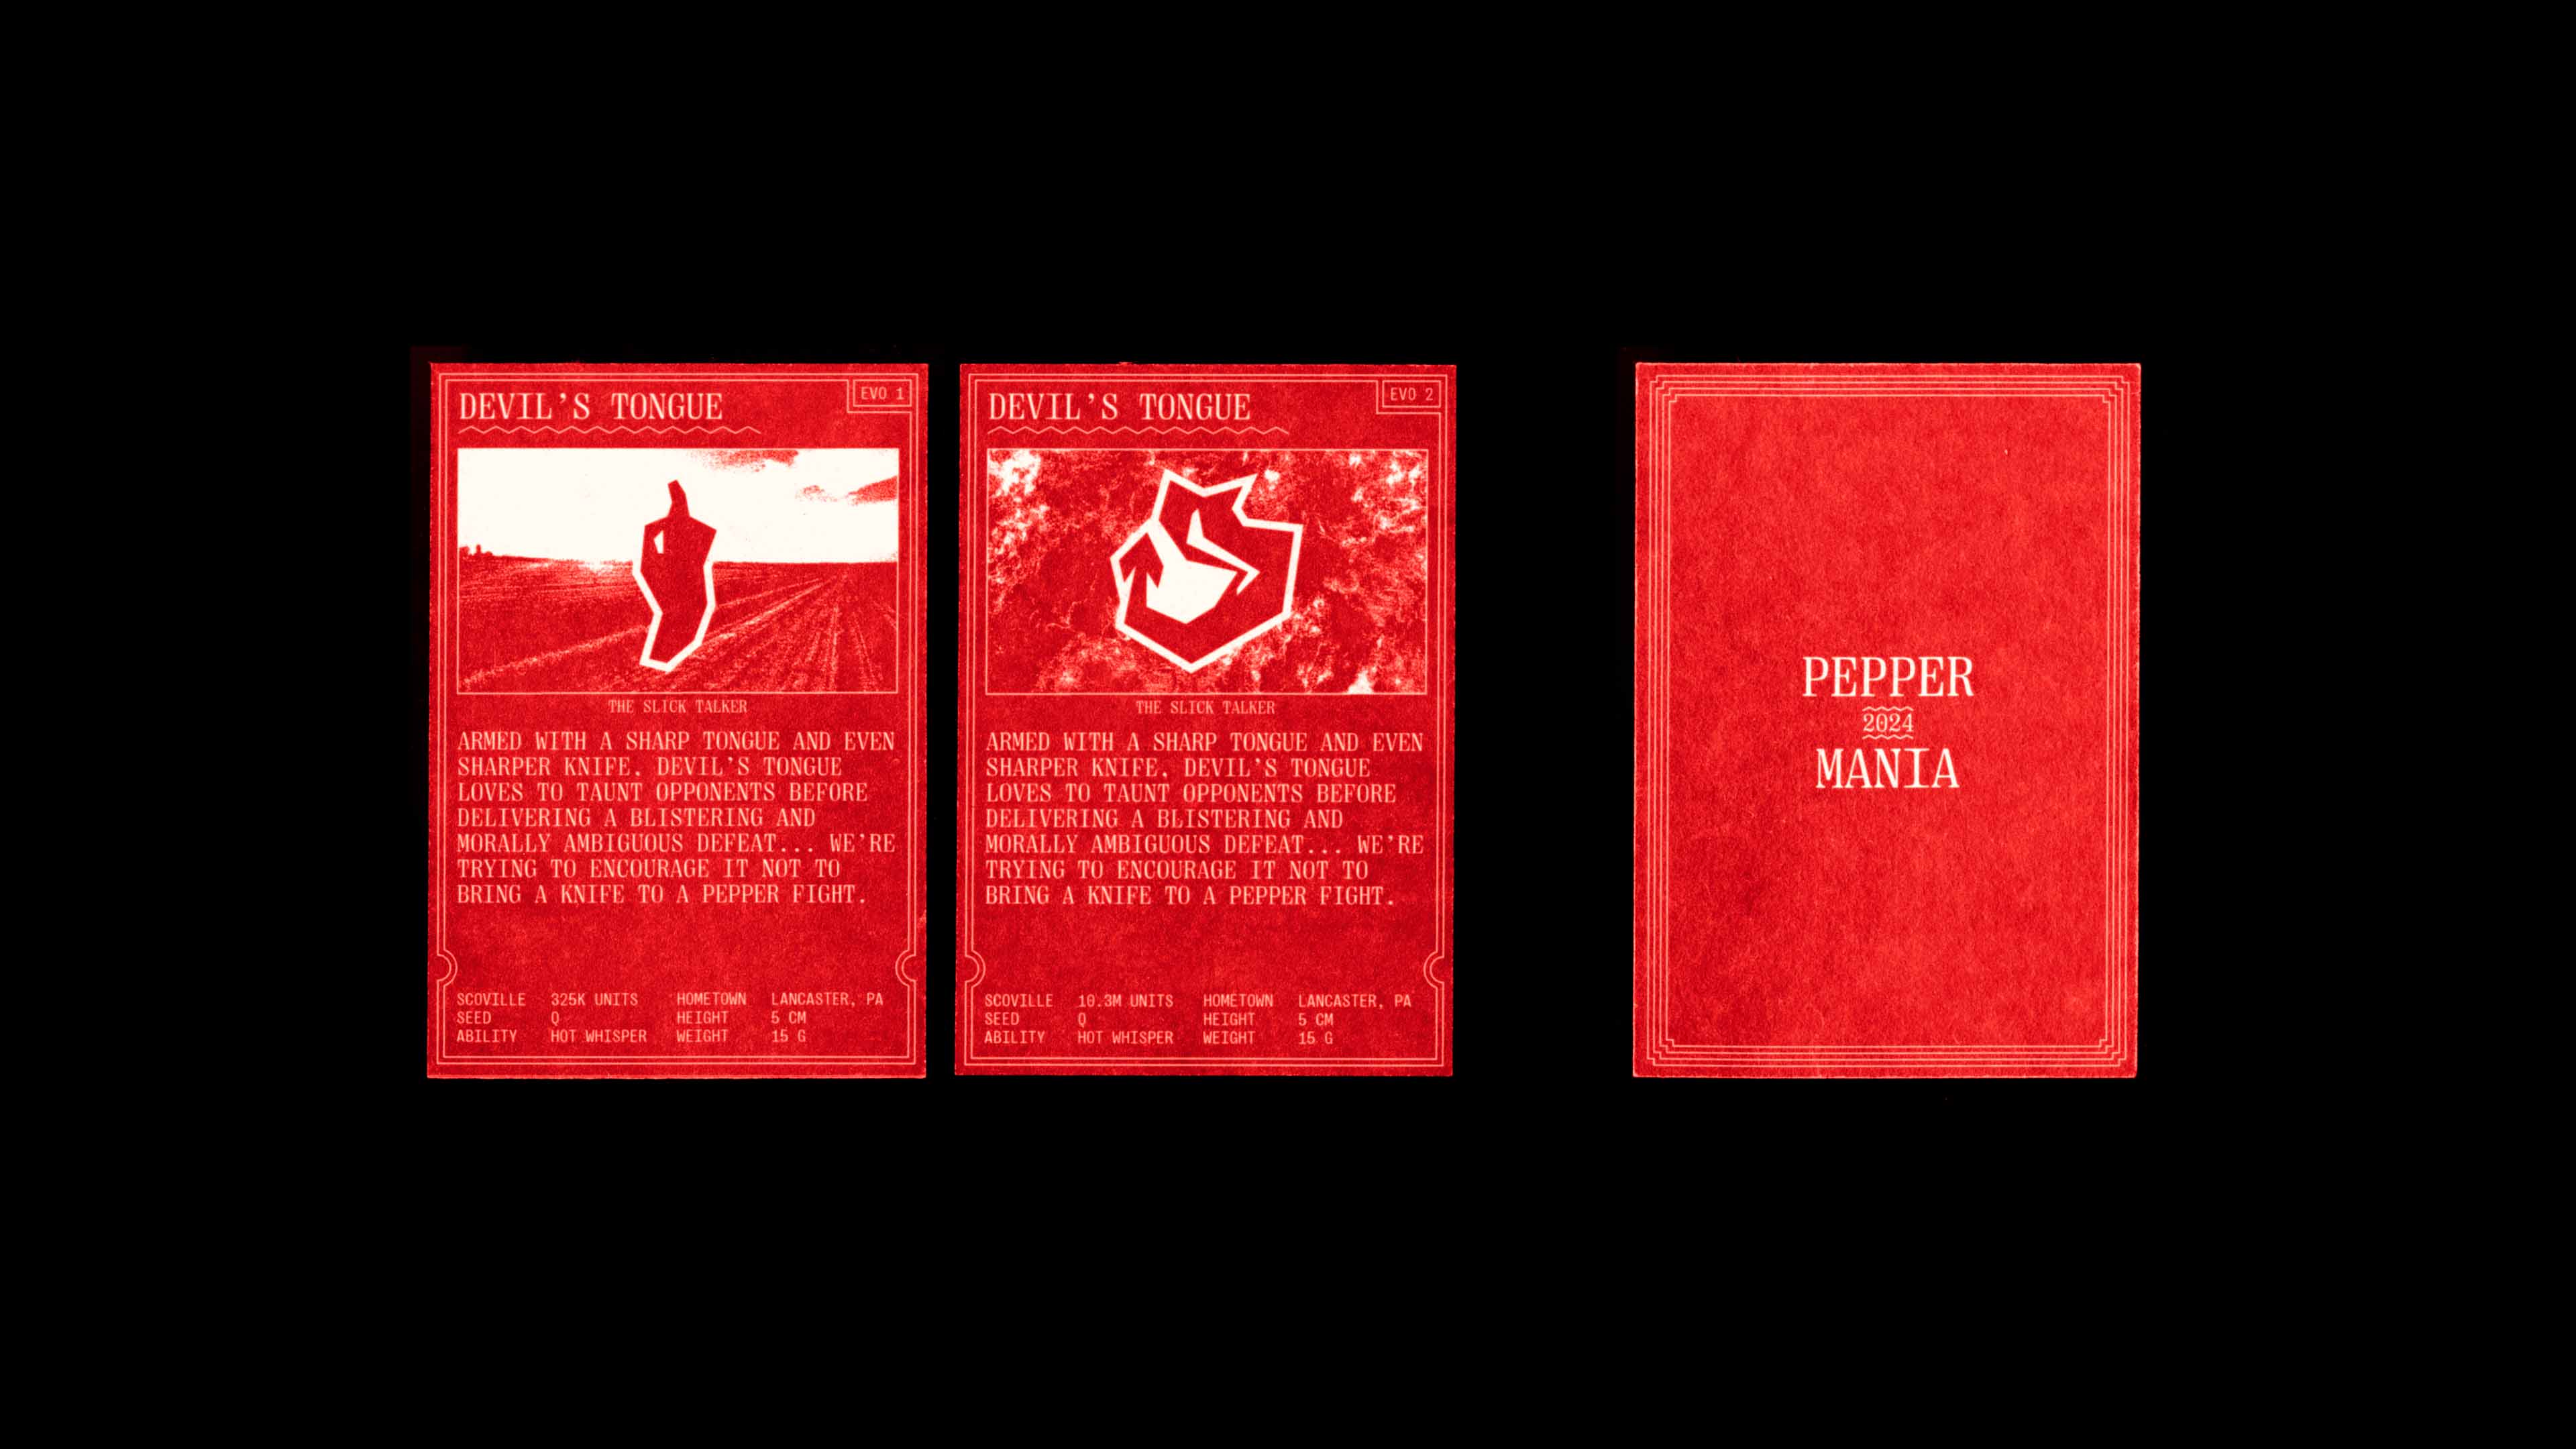 DEVIL'S TONGUE
EVO 1
THE SLICK TALKER
ARMED WITH A SHARP TONGUE AND EVEN
SHARPER KNIFE, DEVIL'S TONGUE
LOVES TO TAUNT OPPONENTS BEFORE
DELIVERING A BLISTERING AND
MORALLY AMBIGUOUS DEFEAT... WE'RE
TRYING TO ENCOURAGE IT NOT TO
BRING A KNIFE TO A PEPPER FIGHT.
SCOVILLE 325K UNITS HOMETOWN LANCASTER, PA
SEED Q HEIGHT 5 CM
ABILITY HOT WHISPER WEIGHT 15 G
DEVIL'S TONGUE
EVO 2
THE SLICK TALKER
ARMED WITH A SHARP TONGUE AND EVEN
SHARPER KNIFE, DEVIL'S TONGUE
LOVES TO TAUNT OPPONENTS BEFORE
DELIVERING A BLISTERING AND
MORALLY AMBIGUOUS DEFEAT... WE'RE
TRYING TO ENCOURAGE IT NOT TO
BRING A KNIFE TO A PEPPER FIGHT.
SCOVILLE 10.3M UNITS HOMETOWN LANCASTER, PA
SEED Q HEIGHT 5 CM
ABILITY HOT WHISPER WEIGHT 15 G
PEPPER
2024
MANIA